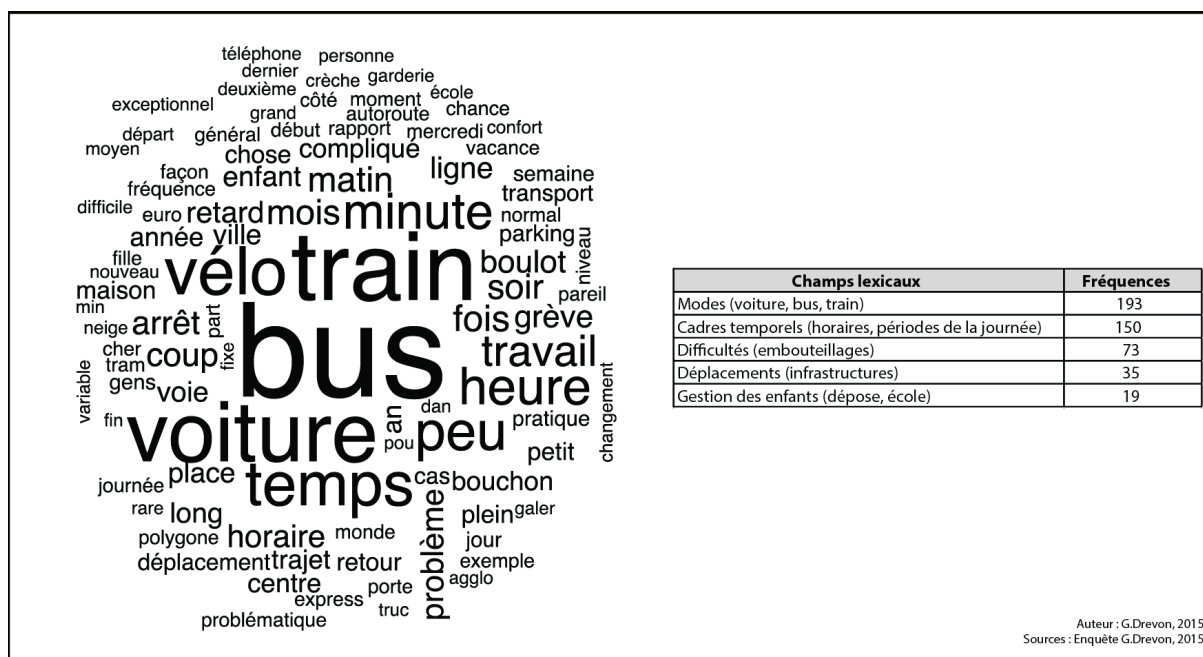 téléphone personne
dernier
crèche garderie
deuxième
école
exceptionnel
côté moment
chance
grand
autoroute
départ général début rapport mercredi confort
moyen
chose compliqué
vacance
façon
enfant matin ligne
semaine
fréquence
transport
difficile
euro retard mois minute normal
année ville
parking
niveau
fille
vélo train boulot
nouveau
soir
maison
pareil
min
neige arrêt part
bus
fois grève
cher
coup fixe
travail
tram
gens
variable
voie
heure
changement
fin
voiture
an
dan
pou
peu
pratique
petit
place
temps cas bouchon
journée
rare long
problème
plein galer
polygone horaire monde
jour
déplacement trajet retour
exemple
agglo
centre
porte
express
truc
problématique
Champs lexicaux Fréquences
Modes (voiture, bus, train) 193
Cadres temporels (horaires, périodes de la journée) 150
Difficultés (embouteillages) 73
Déplacements (infrastructures) 35
Gestion des enfants (dépose, école) 19
Auteur : G.Drevon, 2015
Sources : Enquête G.Drevon, 2015